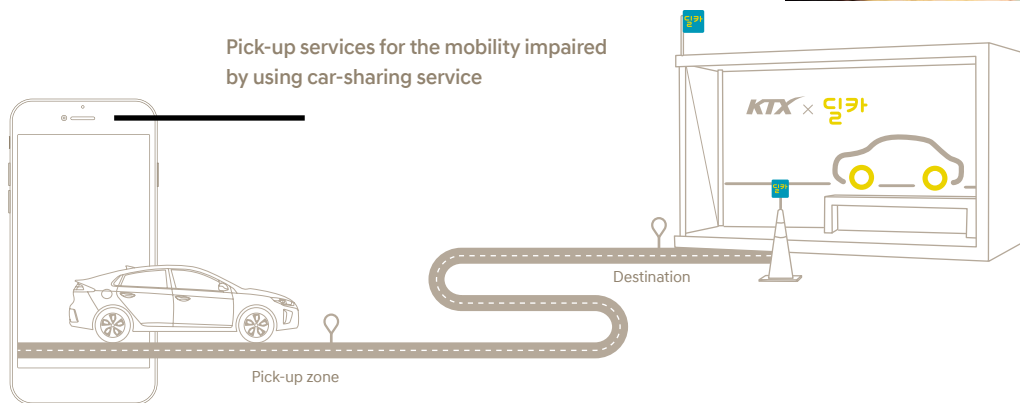 딜카
Pick-up services for the mobility impaired
by using car-sharing service
KTX × 딜카
딜카
Destination
Pick-up zone